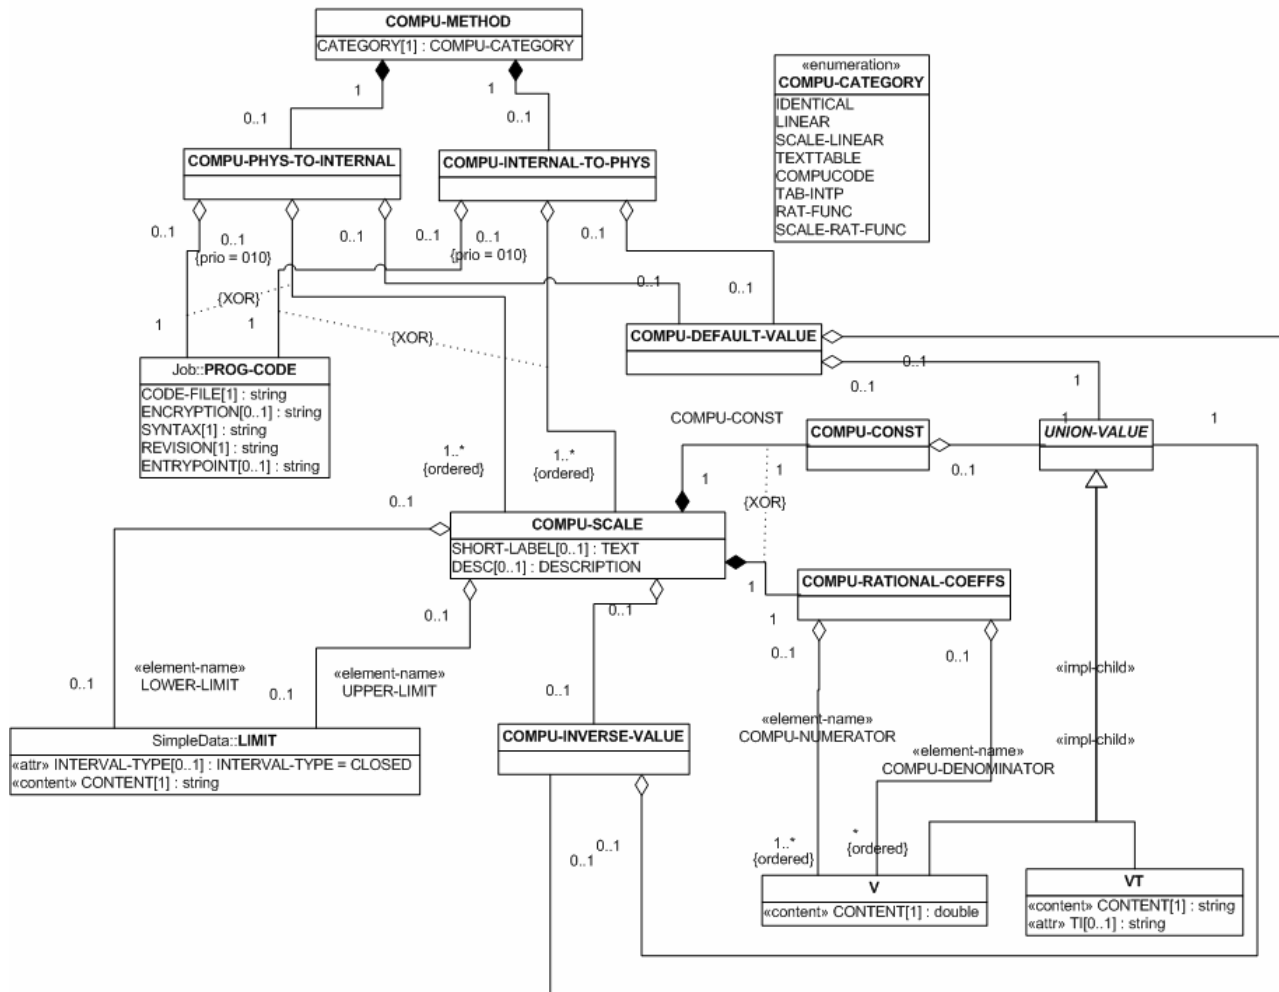 COMPU-METHOD
CATEGORY[1] : COMPU-CATEGORY
«enumeration»
COMPU-CATEGORY
IDENTICAL
LINEAR
SCALE-LINEAR
TEXTTABLE
COMPUCODE
TAB-INTP
RAT-FUNC
SCALE-RAT-FUNC
1
1
0..1
0..1
COMPU-PHYS-TO-INTERNAL
COMPU-INTERNAL-TO-PHYS
0..1
0..1
{prio = 010}
0..1
0..1
0..1
{prio = 010}
0..1
0..1
0..1
{XOR}
{XOR}
1
1
COMPU-DEFAULT-VALUE
0..1
0..1
1
Job::PROG-CODE
CODE-FILE[1] : string
ENCRYPTION[0..1] : string
SYNTAX[1] : string
REVISION[1] : string
ENTRYPOINT[0..1] : string
COMPU-CONST
COMPU-CONST
1
UNION-VALUE
1
1..*
{ordered}
1..*
{ordered}
1
1
0..1
{XOR}
0..1
COMPU-SCALE
SHORT-LABEL[0..1] : TEXT
DESC[0..1] : DESCRIPTION
COMPU-RATIONAL-COEFFS
1
1
0..1
0..1
0..1
0..1
«element-name»
LOWER-LIMIT
«element-name»
UPPER-LIMIT
0..1
0..1
0..1
«impl-child»
«element-name»
COMPU-NUMERATOR
«element-name»
COMPU-DENOMINATOR
«impl-child»
SimpleData::LIMIT
«attr» INTERVAL-TYPE[0..1] : INTERVAL-TYPE = CLOSED
«content» CONTENT[1] : string
COMPU-INVERSE-VALUE
0..1
0..1
1..*
{ordered}
*
{ordered}
V
«content» CONTENT[1] : double
VT
«content» CONTENT[1] : string
«attr» TI[0..1] : string